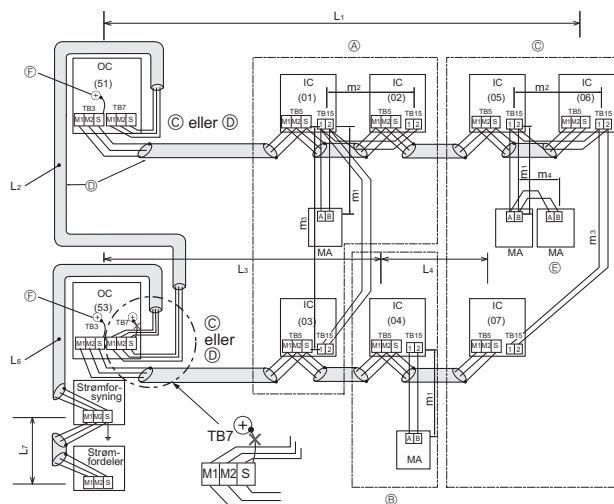 L1
Ⓐ
Ⓒ
Ⓕ
OC
(51)
TB3 TB7
M1 M2 S M1 M2 S
Ⓒ eller Ⓓ
IC
(01)
TB5 TB15
M1 M2 S 1 2
m2
IC
(02)
TB15
M1 M2 S 1 2
IC
(05)
TB5 TB15
M1 M2 S 1 2
m2
IC
(06)
M1 M2 S 1 2
L2
Ⓓ
m3
m1
A B
MA
m1
m4
A B
MA
A B
MA
Ⓔ
m3
L3
L4
Ⓕ
OC
(53)
TB3 TB7
M1 M2 S M1 M2 S
Ⓒ
eller
Ⓓ
IC
(03)
TB5 TB15
M1 M2 S 1 2
IC
(04)
TB5 TB15
M1 M2 S 1 2
IC
(07)
TB5 TB15
M1 M2 S 1 2
L6
Strømfor-
syning
M1 M2 S
L7
Strøm-
fordeler
M1 M2 S
TB7
M1 M2 S
m1
A B
MA
Ⓑ